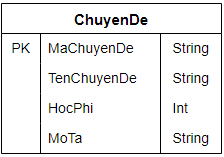 ChuyenDe
PK MaChuyenDe String
TenChuyenDe String
HocPhi Int
MoTa String